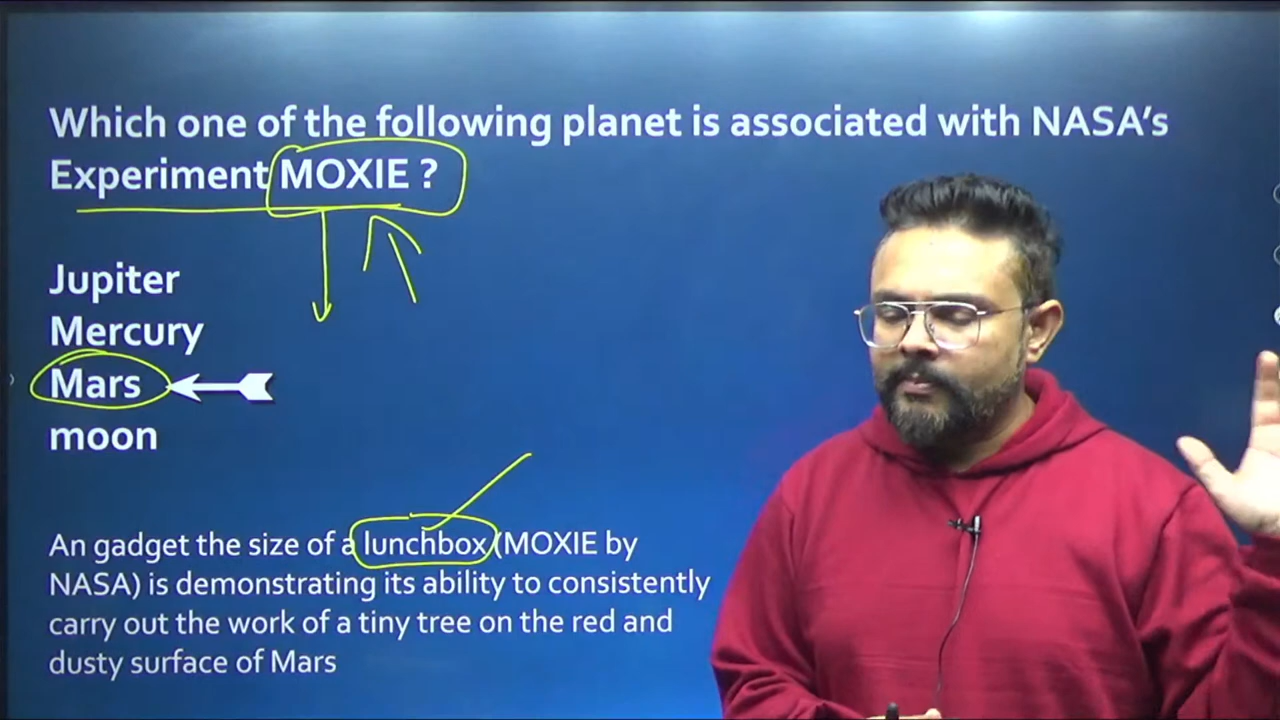 Which one of the following planet is associated with NASA's
Experiment MOXIE ?
Jupiter
Mercury
Mars
moon
An gadget the size of a lunchbox (MOXIE by
NASA) is demonstrating its ability to consistently
carry out the work of a tiny tree on the red and
dusty surface of Mars